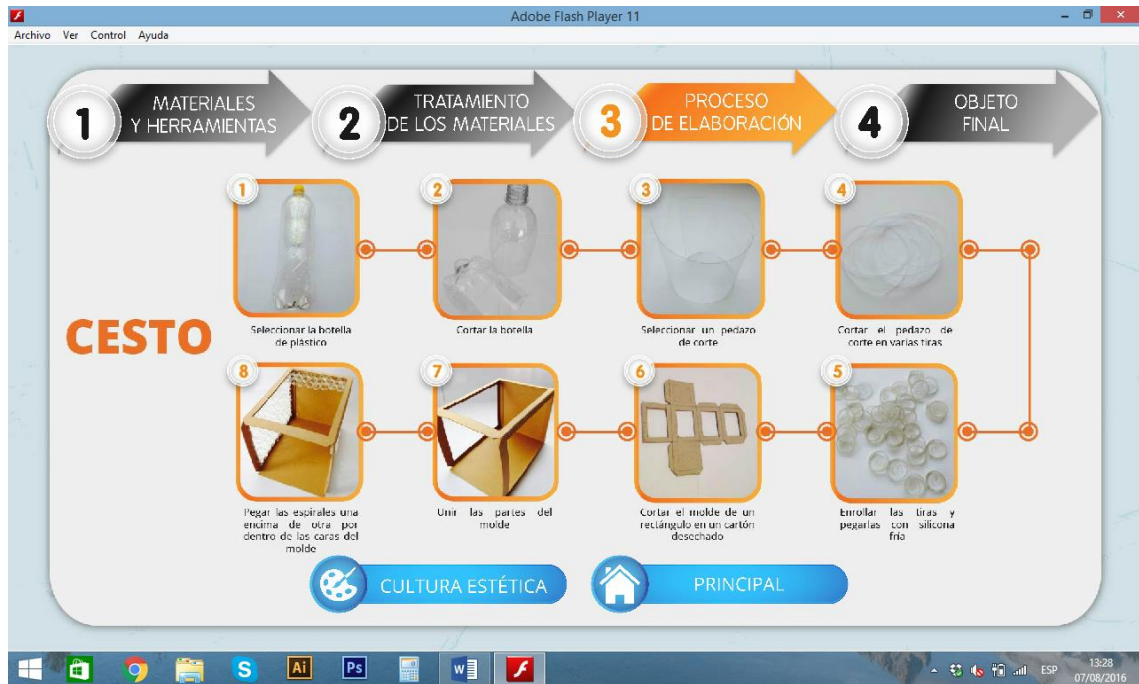 Adobe Flash Player 11
Archivo Ver Control Ayuda
1
MATERIALES
Y HERRAMIENTAS
2
TRATAMIENTO
DE LOS MATERIALES
3
PROCESO
DE ELABORACIÓN
4
OBJETO
FINAL
CESTO
1
Seleccionar la botella
de plástico
2
Cortar la botella
3
Seleccionar un pedazo
de corte
4
Cortar el pedazo de
corte en varias tiras
5
Enrollar las tiras y
pegarlas con silicona
fría
6
Cortar el molde de un
rectángulo en un cartón
desechado
7
Unir las partes del
molde
8
Pegar las espirales una
encima de otra por
dentro de las caras del
molde
CULTURA ESTÉTICA
PRINCIPAL
S
Ai
Ps
W
ESP
13:28
07/08/2016